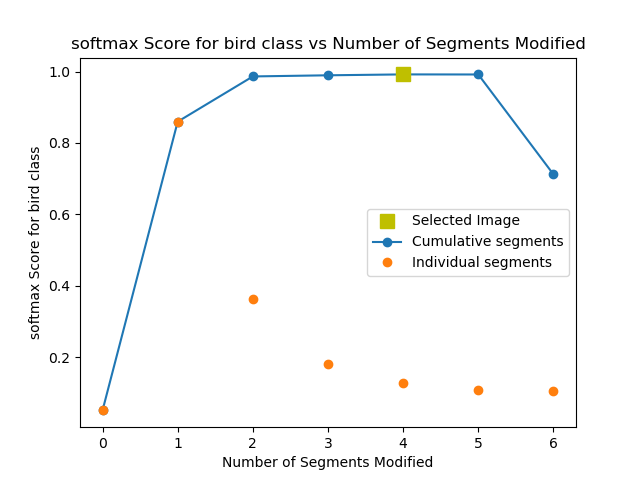 softmax Score for bird class vs Number of Segments Modified
softmax Score for bird class
1.0
0.8
0.6
0.4
0.2
Selected Image
Cumulative segments
Individual segments
0 1 2 3 4 5 6
Number of Segments Modified